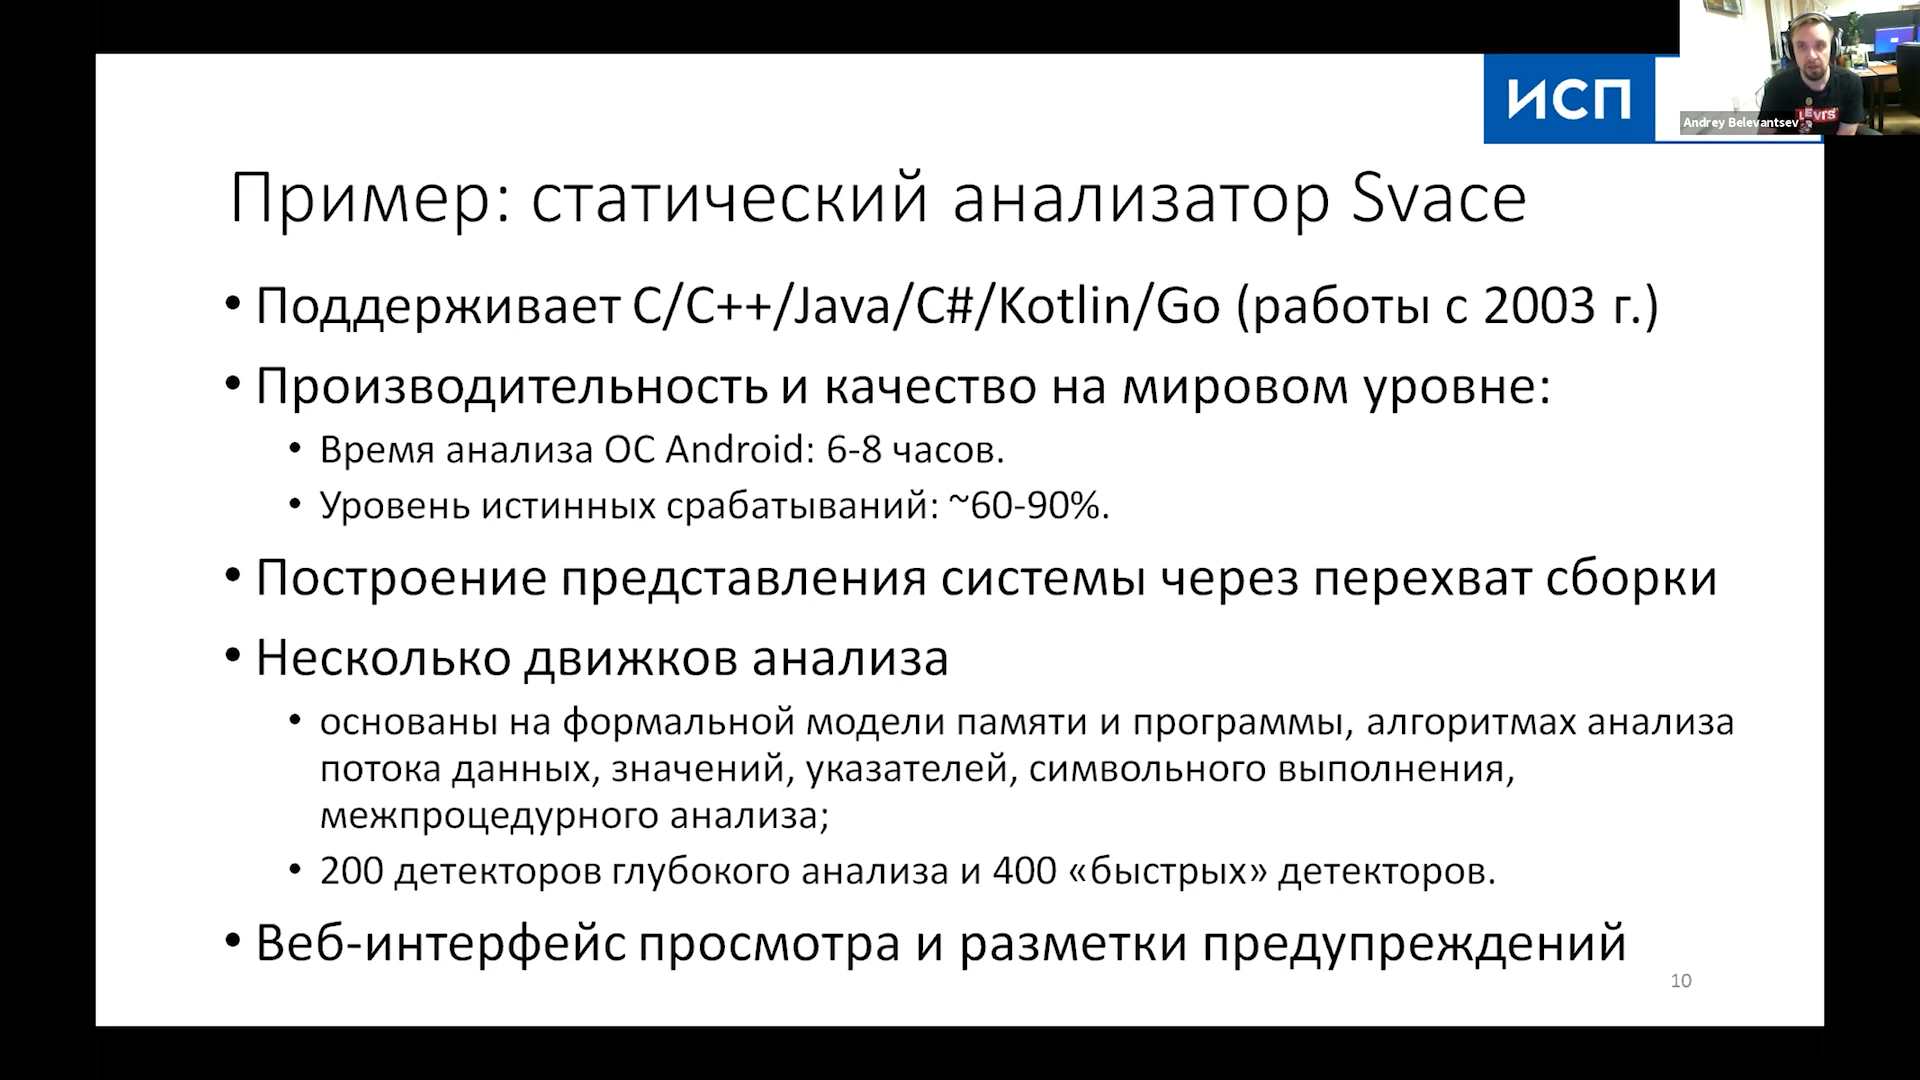 ИСП
Andrey Belevantsev
LEVI'S
Пример: статический анализатор Svace
• Поддерживает C/C++/Java/C#/Kotlin/Go (работы с 2003 г.)
• Производительность и качество на мировом уровне:
• Время анализа ОС Android: 6-8 часов.
• Уровень истинных срабатываний: ~60-90%.
• Построение представления системы через перехват сборки
• Несколько движков анализа
• основаны на формальной модели памяти и программы, алгоритмах анализа
потока данных, значений, указателей, символьного выполнения,
межпроцедурного анализа;
• 200 детекторов глубокого анализа и 400 «быстрых» детекторов.
• Веб-интерфейс просмотра и разметки предупреждений
10